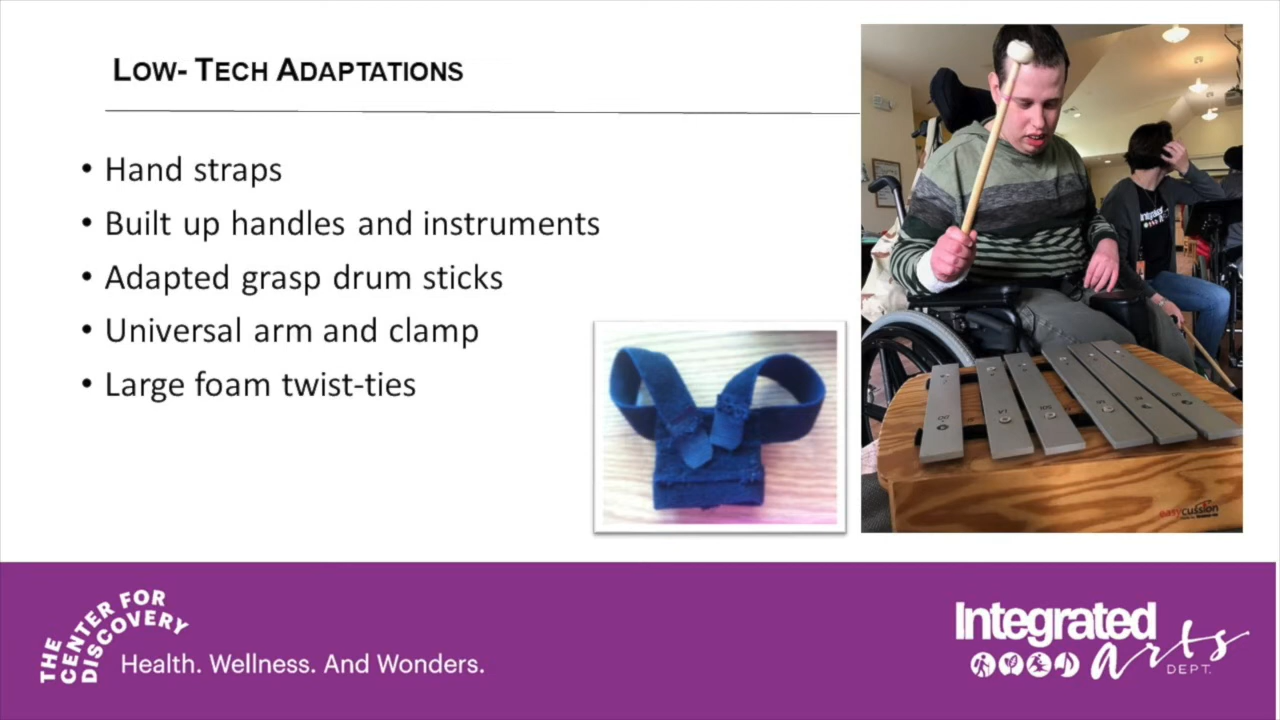 LOW- TECH ADAPTATIONS
• Hand straps
• Built up handles and instruments
• Adapted grasp drum sticks
• Universal arm and clamp
• Large foam twist-ties
easycussion
THE
CENTER FOR
DISCOVERY
Health. Wellness. And Wonders.
Integrated
arts
DEPT.